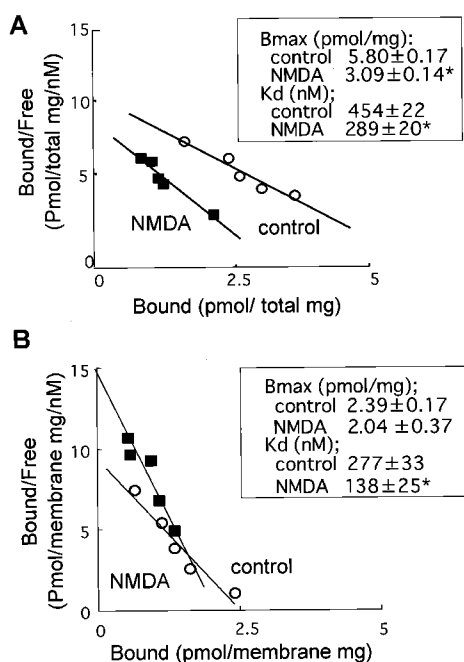 A
Bmax (pmol/mg):
control 5.80±0.17
NMDA 3.09±0.14*
Kd (nM);
control 454±22
NMDA 289±20*
Bound/Free
(Pmol/total mg/nM)
15
10
5
0
NMDA
control
0
2.5
5
Bound (pmol/ total mg)
B
Bmax (pmol/mg);
control 2.39±0.17
NMDA 2.04 ±0.37
Kd (nM);
control 277±33
NMDA 138±25*
Bound/Free
(Pmol/membrane mg/nM)
15
10
5
0
NMDA
control
0
2.5
5
Bound (pmol/membrane mg)